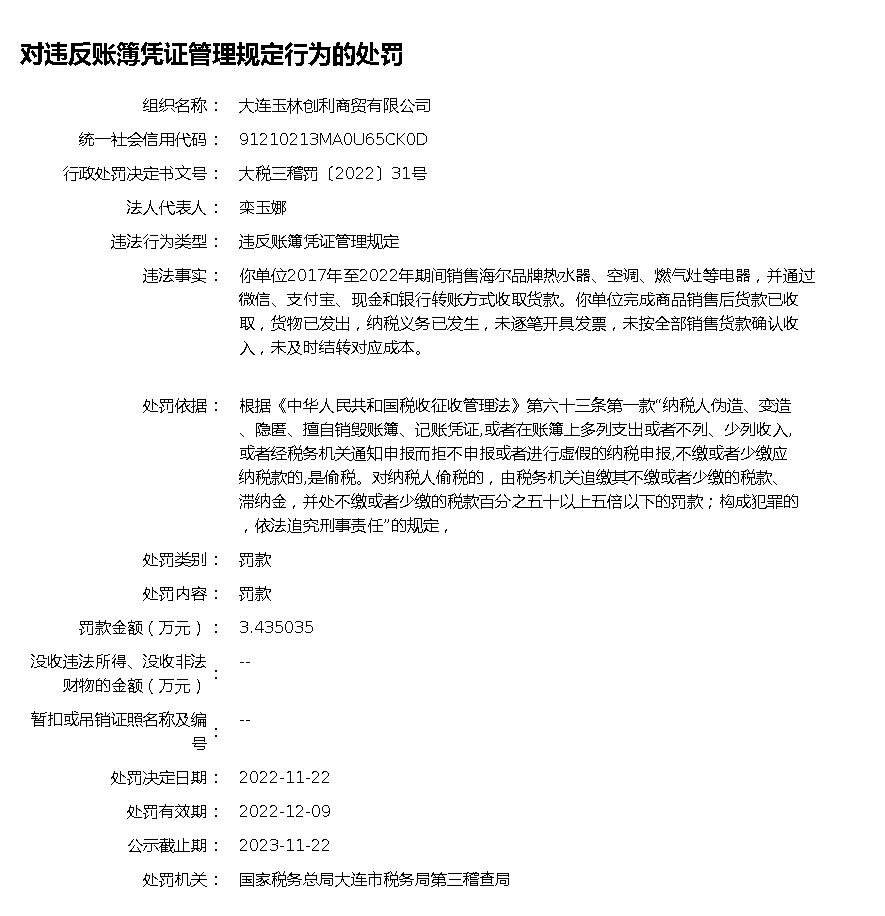 对违反账簿凭证管理规定行为的处罚
组织名称： 大连玉林创利商贸有限公司
统一社会信用代码： 91210213MA0U65CK0D
行政处罚决定书文号： 大税三稽罚〔2022〕31号
法人代表人： 栾玉娜
违法行为类型： 违反账簿凭证管理规定
违法事实： 你单位2017年至2022年期间销售海尔品牌热水器、空调、燃气灶等电器，并通过
微信、支付宝、现金和银行转账方式收取货款。你单位完成商品销售后货款已收
取，货物已发出，纳税义务已发生，未逐笔开具发票，未按全部销售货款确认收
入，未及时结转对应成本。
处罚依据： 根据《中华人民共和国税收征收管理法》第六十三条第一款“纳税人伪造、变造
、隐匿、擅自销毁账簿、记账凭证,或者在账簿上多列支出或者不列、少列收入,
或者经税务机关通知申报而拒不申报或者进行虚假的纳税申报,不缴或者少缴应
纳税款的,是偷税。对纳税人偷税的，由税务机关追缴其不缴或者少缴的税款、
滞纳金，并处不缴或者少缴的税款百分之五十以上五倍以下的罚款；构成犯罪的
，依法追究刑事责任”的规定，
处罚类别： 罚款
处罚内容： 罚款
罚款金额（万元）： 3.435035
没收违法所得、没收非法
财物的金额（万元）： --
暂扣或吊销证照名称及编
号： --
处罚决定日期： 2022-11-22
处罚有效期： 2022-12-09
公示截止期： 2023-11-22
处罚机关： 国家税务总局大连市税务局第三稽查局